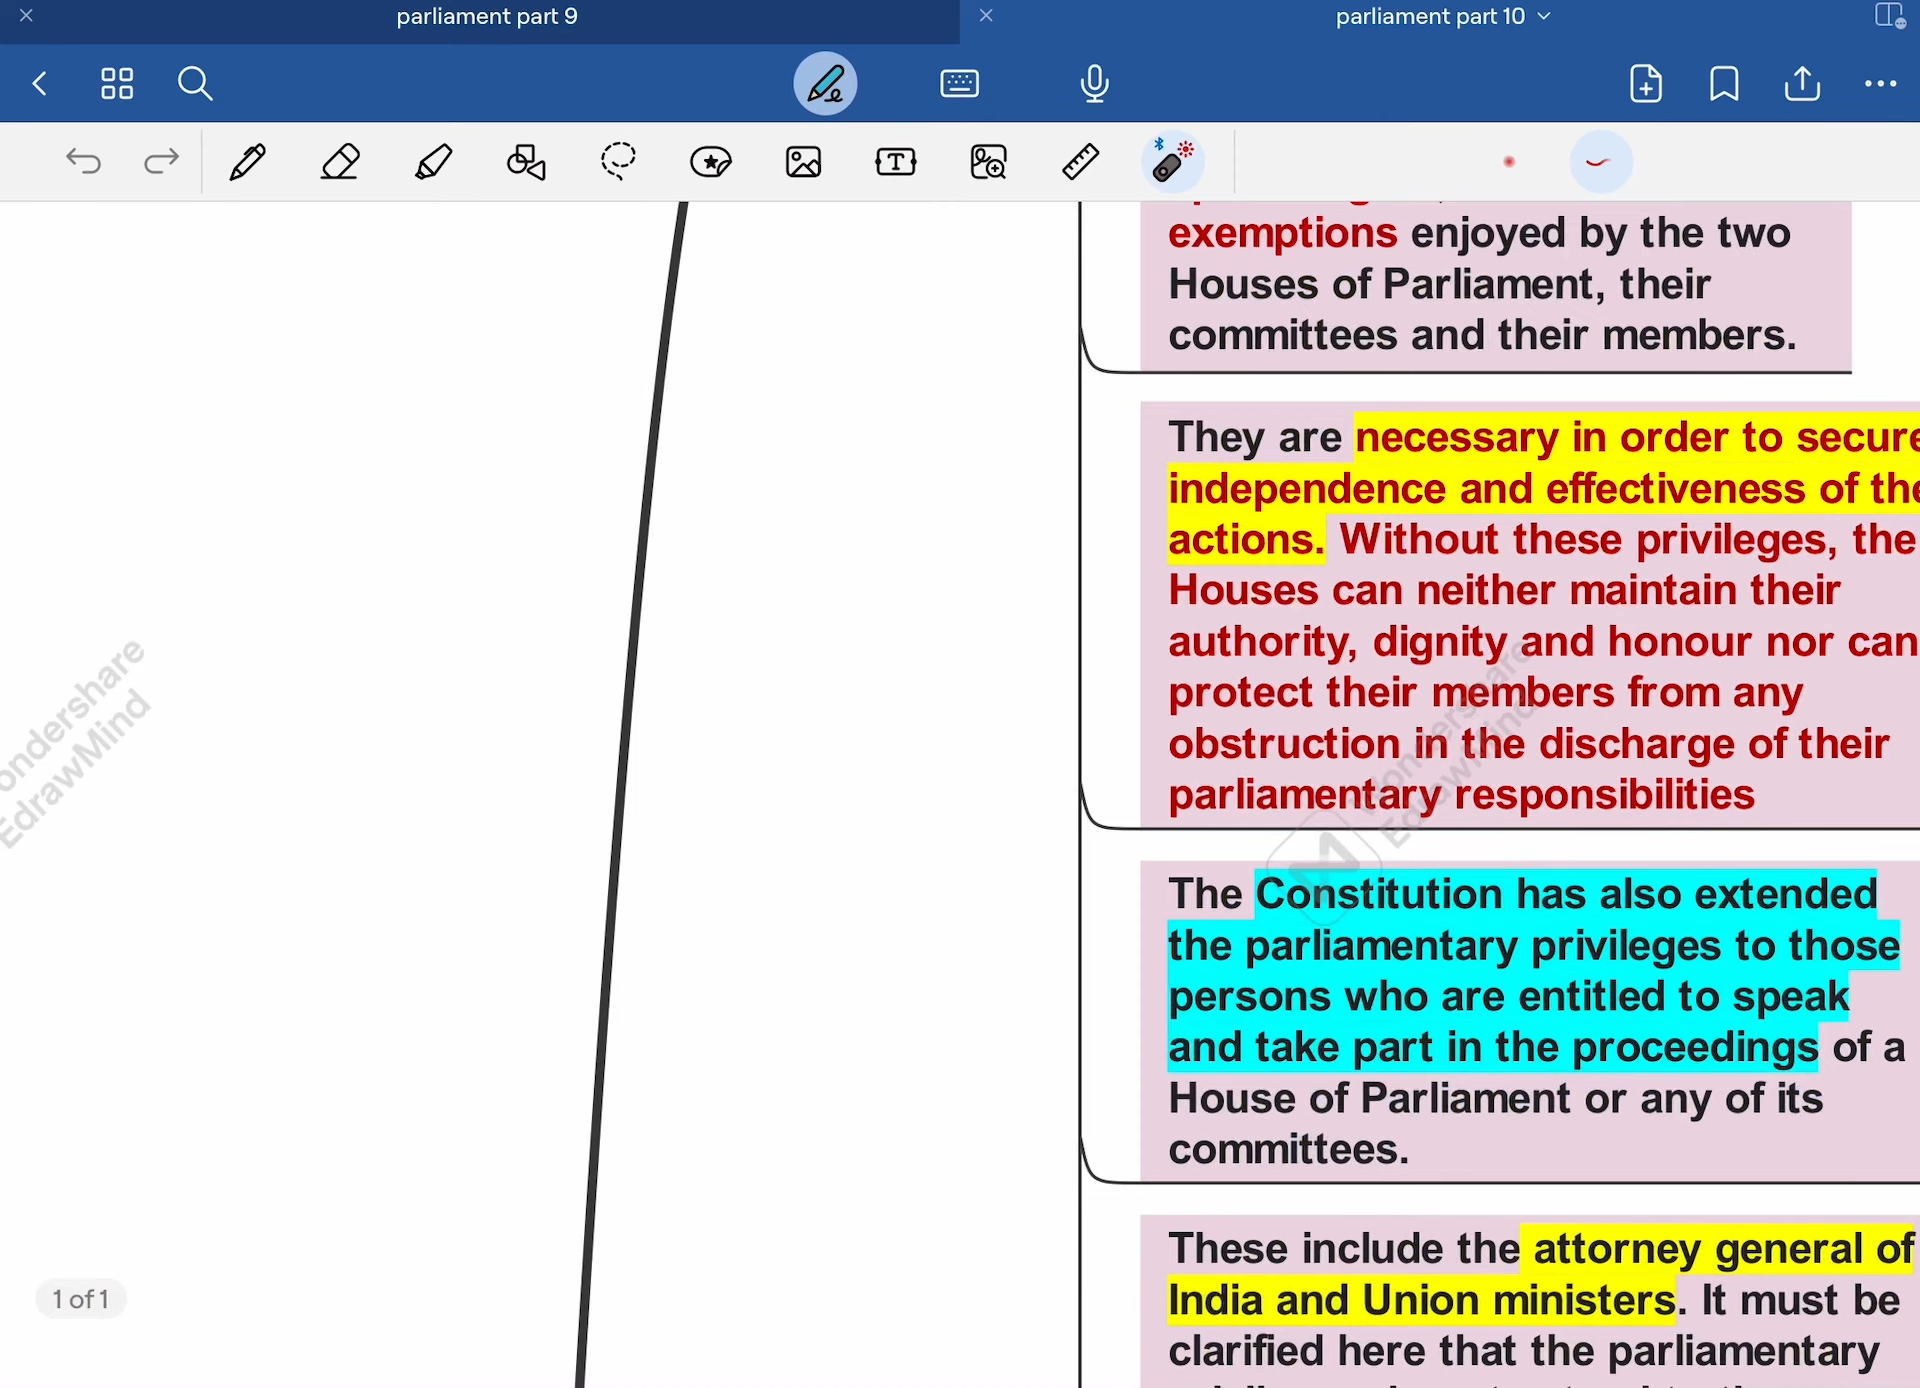 parliament part 9
parliament part 10
exemptions enjoyed by the two
Houses of Parliament, their
committees and their members.
They are necessary in order to secure
independence and effectiveness of the
actions. Without these privileges, the
Houses can neither maintain their
authority, dignity and honour nor can
protect their members from any
obstruction in the discharge of their
parliamentary responsibilities
The Constitution has also extended
the parliamentary privileges to those
persons who are entitled to speak
and take part in the proceedings of a
House of Parliament or any of its
committees.
These include the attorney general of
India and Union ministers. It must be
clarified here that the parliamentary
ondershare
EdrawMind
Wondershare
EdrawMind
1 of 1